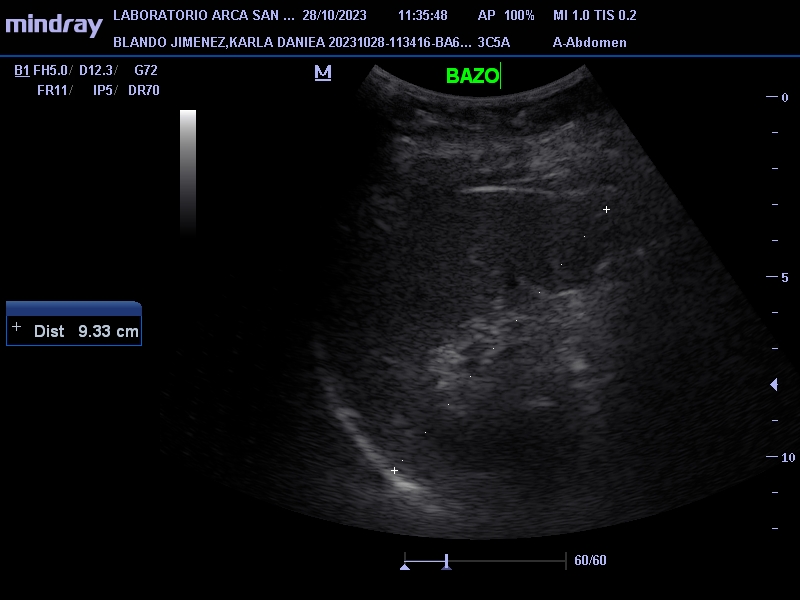 mindray
LABORATORIO ARCA SAN ... 28/10/2023 11:35:48 AP 100% MI 1.0 TIS 0.2
BLANDO JIMENEZ,KARLA DANIEA 20231028-113416-BA6... 3C5A A-Abdomen
B1 FH5.0/ D12.3/ G72
FR11/ IP5/ DR70
M
BAZO
0
5
+ Dist 9.33 cm
10
60/60